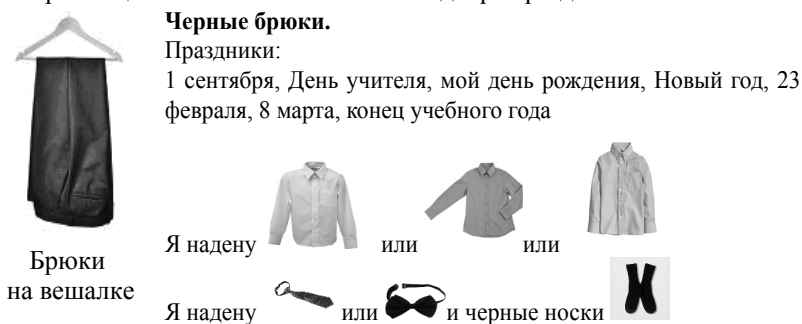 Черные брюки.
Праздники:
1 сентября, День учителя, мой день рождения, Новый год, 23
февраля, 8 марта, конец учебного года
Я надену или или
Брюки
на вешалке
Я надену или и черные носки